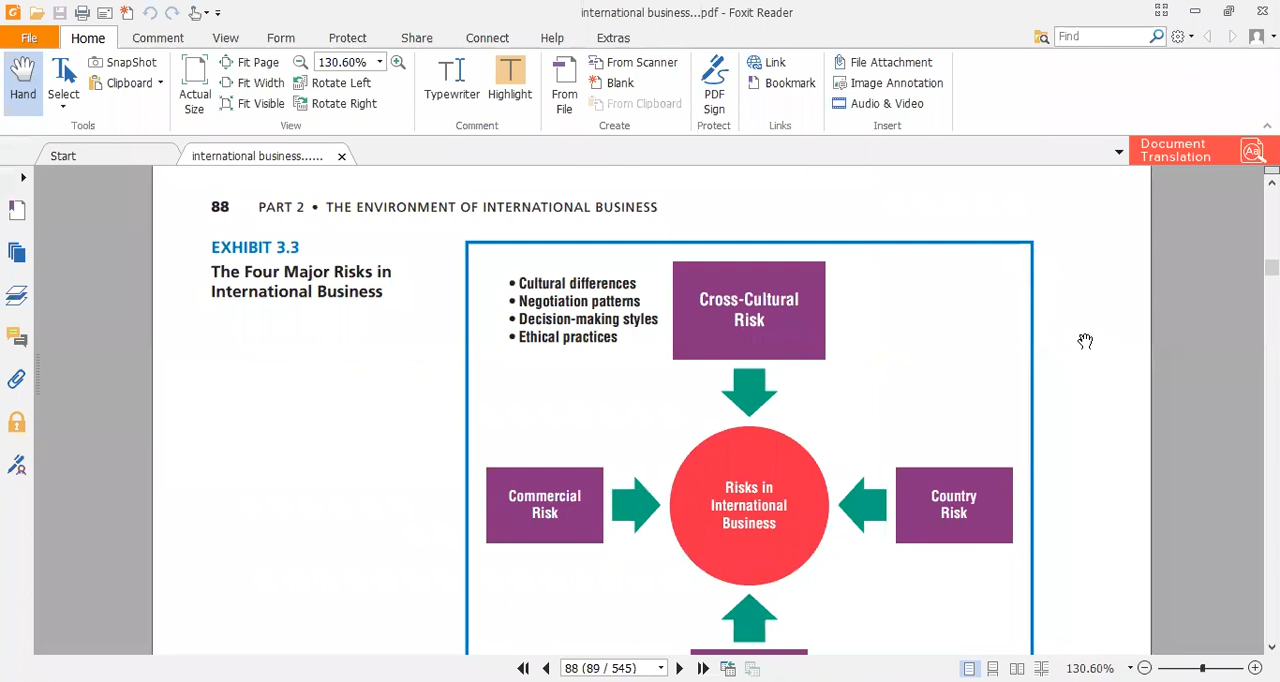 international business...pdf - Foxit Reader
File
Home
Comment
View
Form
Protect
Share
Connect
Help
Extras
Find
Hand
Select
SnapShot
Clipboard
Tools
Actual
Size
Fit Page
Fit Width
Fit Visible
130.60%
Rotate Left
Rotate Right
View
Typewriter
Highlight
Comment
From
File
From Scanner
Blank
From Clipboard
Create
PDF
Sign
Protect
Link
Bookmark
Links
File Attachment
Image Annotation
Audio & Video
Insert
Start
international business......
Document
Translation
88 PART 2 • THE ENVIRONMENT OF INTERNATIONAL BUSINESS
EXHIBIT 3.3
The Four Major Risks in
International Business
• Cultural differences
• Negotiation patterns
• Decision-making styles
• Ethical practices
Cross-Cultural
Risk
Commercial
Risk
Risks in
International
Business
Country
Risk
88 (89 / 545)
130.60%